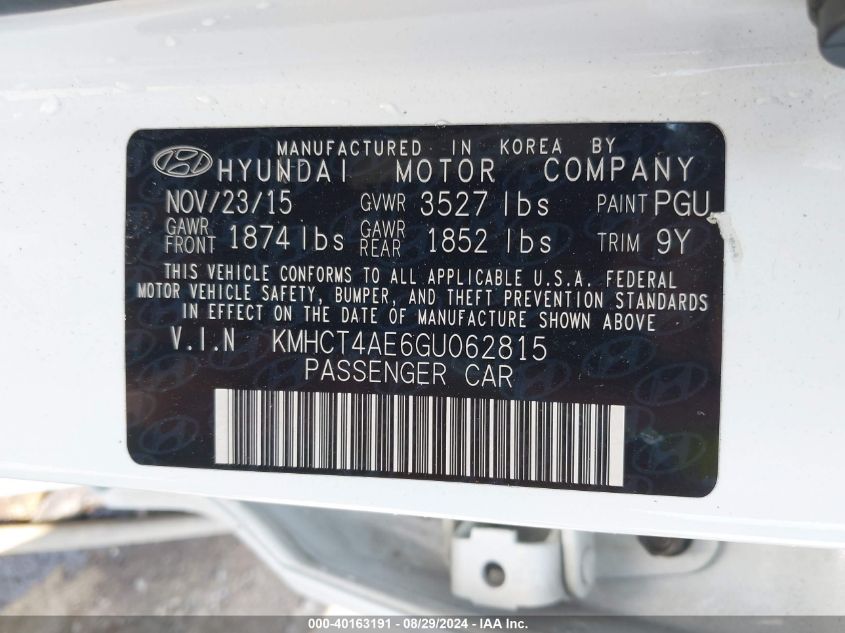 MANUFACTURED IN KOREA BY
HYUNDAI MOTOR COMPANY
NOV/23/15 GVWR 3527 lbs PAINT PGU
GAWR FRONT 1874 lbs GAWR REAR 1852 lbs TRIM 9Y
THIS VEHICLE CONFORMS TO ALL APPLICABLE U.S.A. FEDERAL
MOTOR VEHICLE SAFETY, BUMPER, AND THEFT PREVENTION STANDARDS
IN EFFECT ON THE DATE OF MANUFACTURE SHOWN ABOVE
V.I.N KMHCT4AE6GU062815
PASSENGER CAR
000-40163191 - 08/29/2024 - IAA Inc.